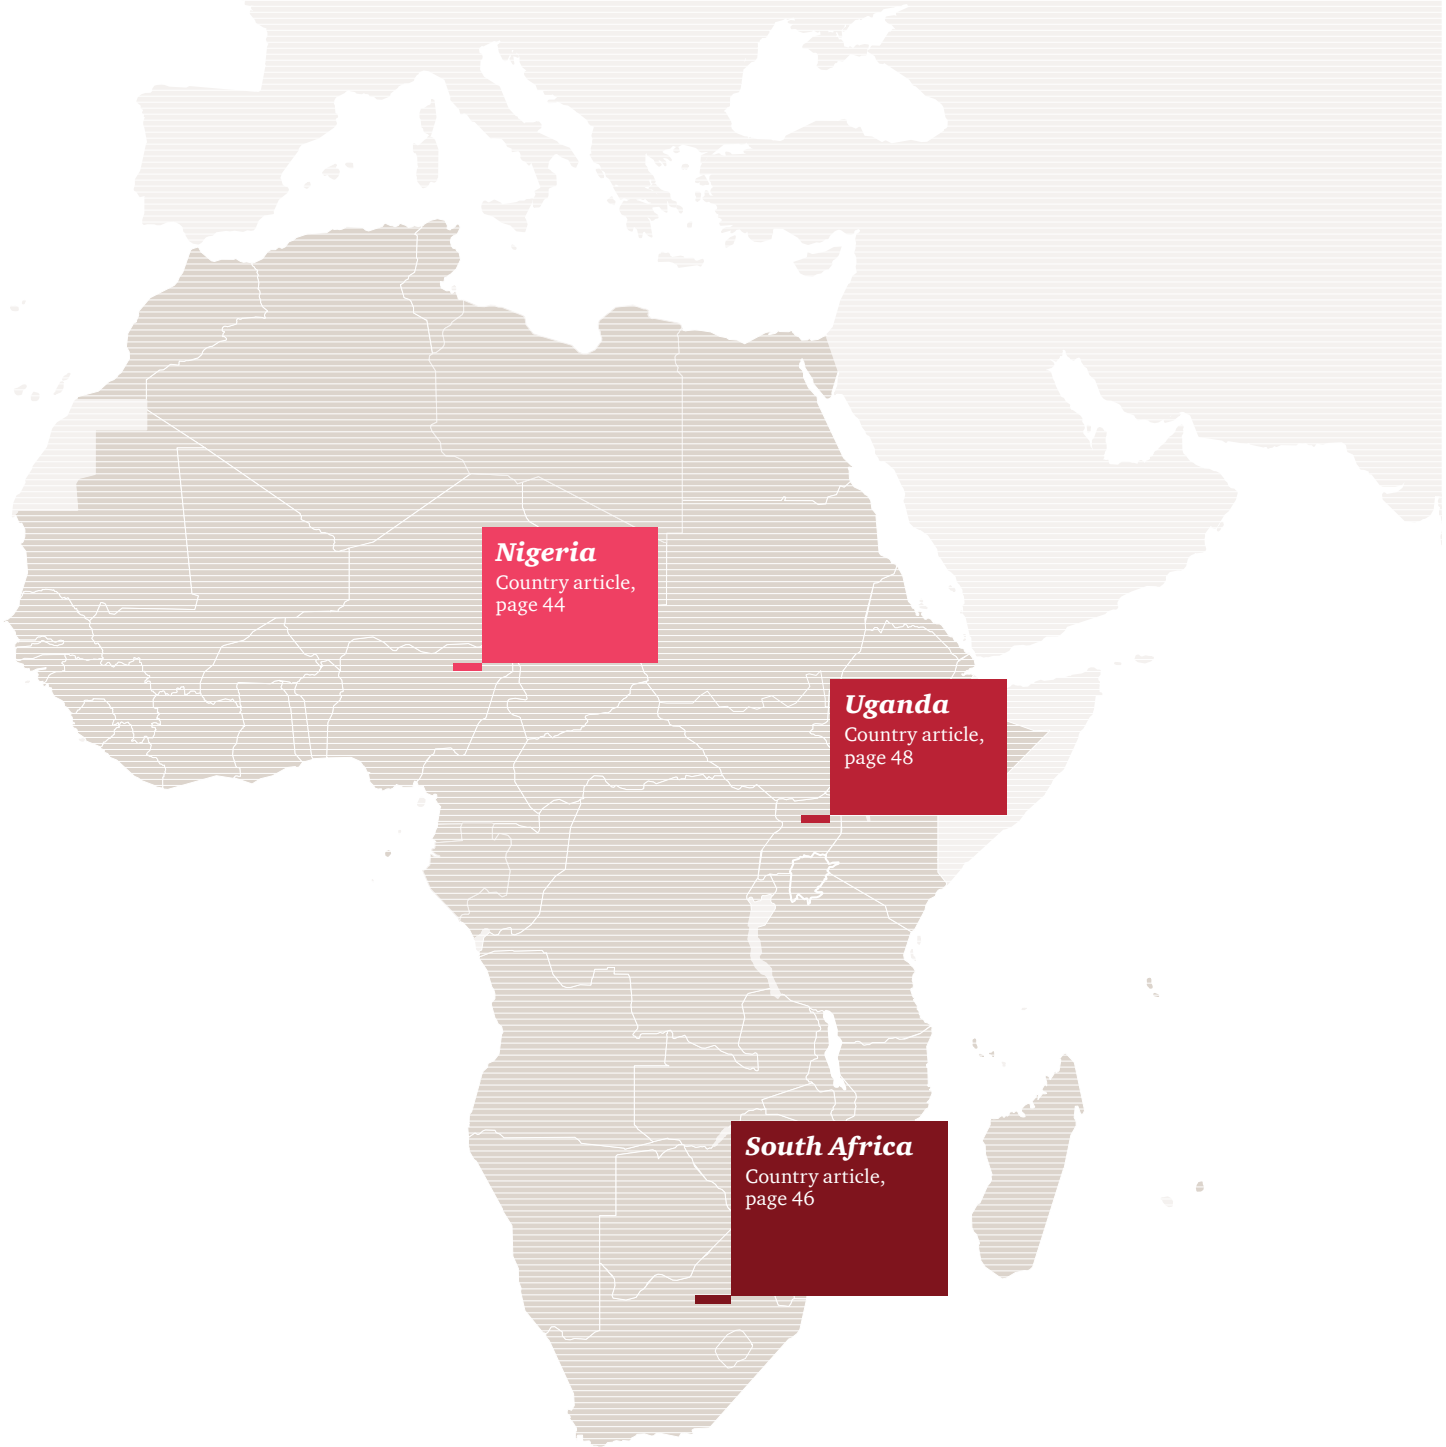 Nigeria
Country article,
page 44
Uganda
Country article,
page 48
South Africa
Country article,
page 46